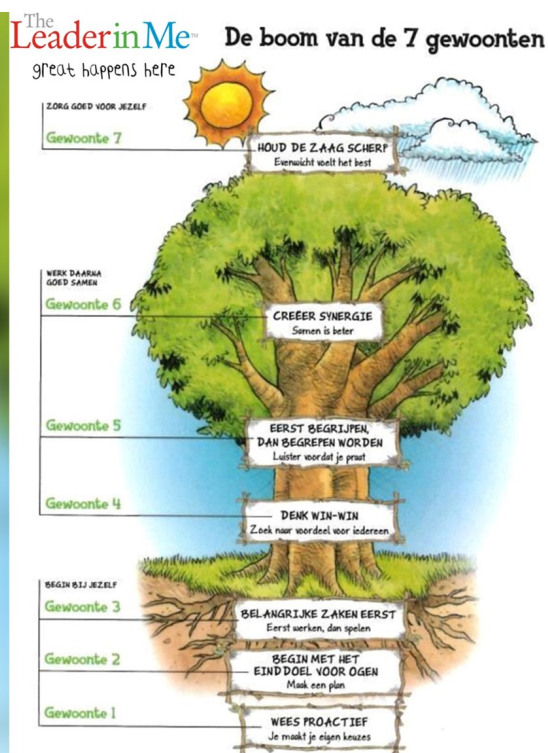 The
Leader in Me™
great happens here
De boom van de 7 gewoonten
ZORG GOED VOOR JEZELF
Gewoonte 7
HOUD DE ZAAG SCHERP
Evenwicht voelt het best
WERK DAARNA
GOED SAMEN
Gewoonte 6
CREËER SYNERGIE
Samen is beter
Gewoonte 5
EERST BEGRIJPEN,
DAN BEGREPEN WORDEN
Luister voordat je praat
Gewoonte 4
DENK WIN-WIN
Zoek naar voordeel voor iedereen
BEGIN BIJ JEZELF
Gewoonte 3
BELANGRIJKE ZAKEN EERST
Eerst werken, dan spelen
Gewoonte 2
BEGIN MET HET
EINDDOEL VOOR OGEN
Maak een plan
Gewoonte 1
WEES PROACTIEF
Je maakt je eigen keuzes